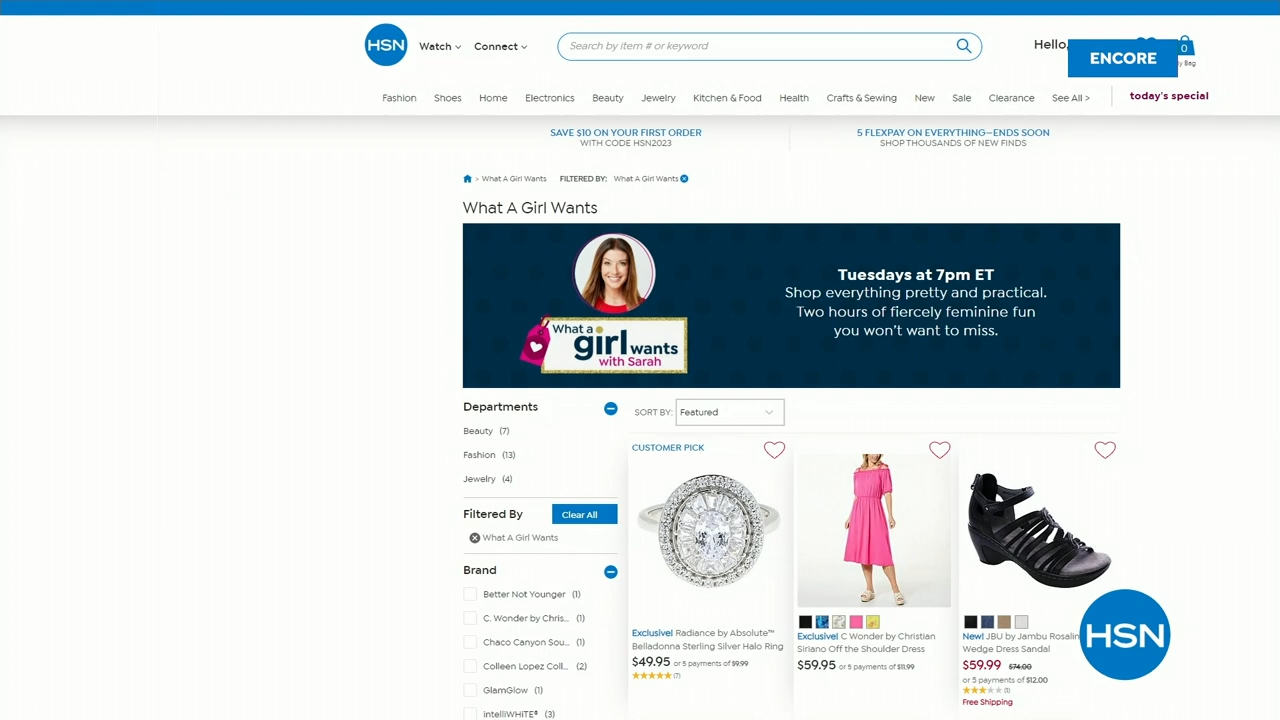 HSN
Watch
Connect
Search by item # or keyword
Hello,
ENCORE
0
Bag
Fashion
Shoes
Home
Electronics
Beauty
Jewelry
Kitchen & Food
Health
Crafts & Sewing
New
Sale
Clearance
See All >
today's special
SAVE $10 ON YOUR FIRST ORDER
WITH CODE HSN2023
5 FLEXPAY ON EVERYTHING—ENDS SOON
SHOP THOUSANDS OF NEW FINDS
> What A Girl Wants
FILTERED BY: What A Girl Wants
What A Girl Wants
What a
girl wants
with Sarah
Tuesdays at 7pm ET
Shop everything pretty and practical.
Two hours of fiercely feminine fun
you won't want to miss.
Departments
Beauty (7)
Fashion (13)
Jewelry (4)
Filtered By
Clear All
What A Girl Wants
Brand
Better Not Younger (1)
C. Wonder by Chris... (1)
Chaco Canyon Sou... (1)
Colleen Lopez Coll... (2)
GlamGlow (1)
intelliWHiTE® (3)
SORT BY: Featured
CUSTOMER PICK
Exclusive! Radiance by Absolute™
Belladonna Sterling Silver Halo Ring
$49.95 or 5 payments of $9.99
(7)
Exclusive! C Wonder by Christian
Siriano Off the Shoulder Dress
$59.95 or 5 payments of $11.99
New! JBU by Jambu Rosalin
Wedge Dress Sandal
$59.99 $74.00
or 5 payments of $12.00
(1)
Free Shipping
HSN